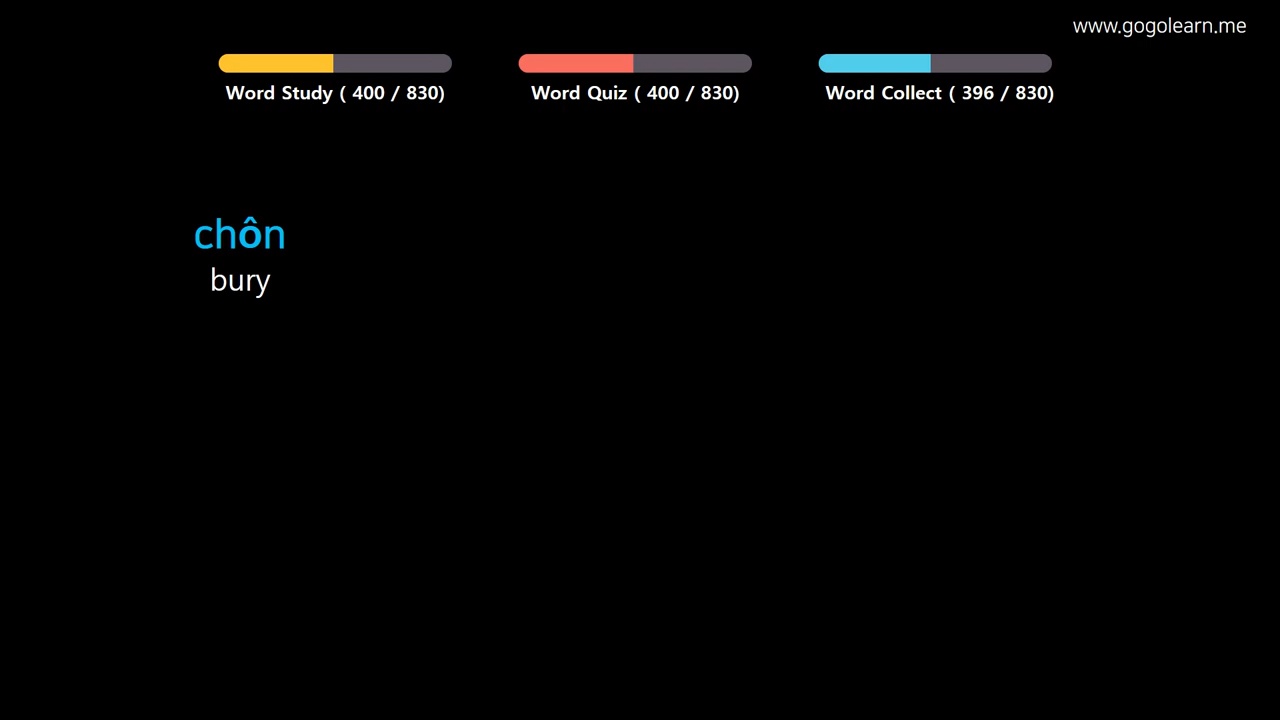 www.gogolearn.me
Word Study ( 400 / 830)
Word Quiz ( 400 / 830)
Word Collect ( 396 / 830)
chôn
bury